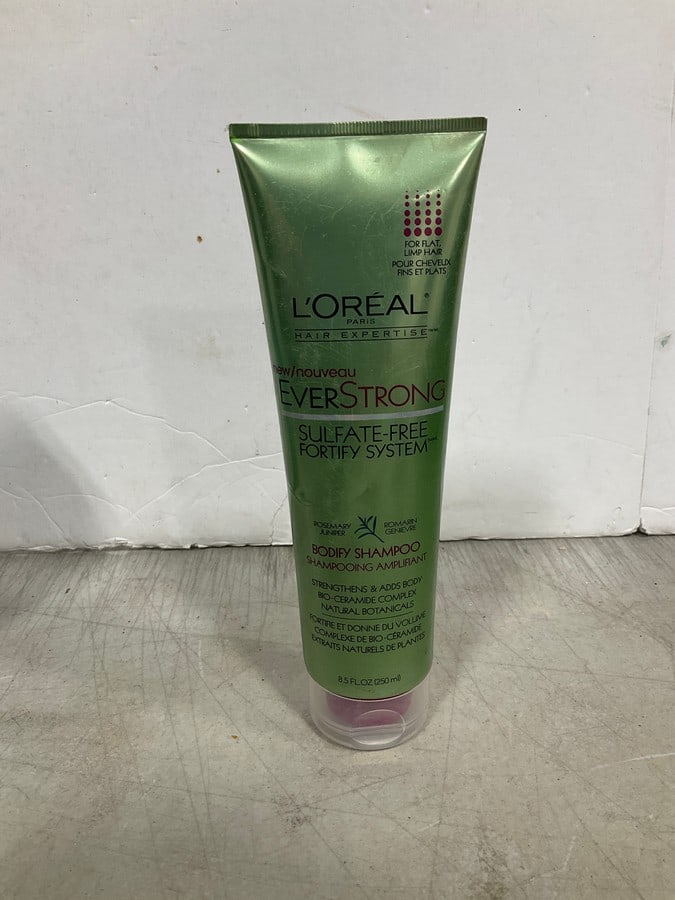 FOR FLAT,
LIMP HAIR
POUR CHEVEUX
FINS ET PLATS
L'ORÉAL®
PARIS
HAIR EXPERTISE™
new/nouveau
EVERSTRONG
SULFATE-FREE
FORTIFY SYSTEM™
ROSEMARY ROMARIN
JUNIPER GENIÈVRE
BODIFY SHAMPOO
SHAMPOOING AMPLIFIANT
STRENGTHENS & ADDS BODY
BIO-CERAMIDE COMPLEX
NATURAL BOTANICALS
FORTIFIE ET DONNE DU VOLUME
COMPLEXE DE BIO-CÉRAMIDE
EXTRAITS NATURELS DE PLANTES
8.5 FL.OZ (250 ml)